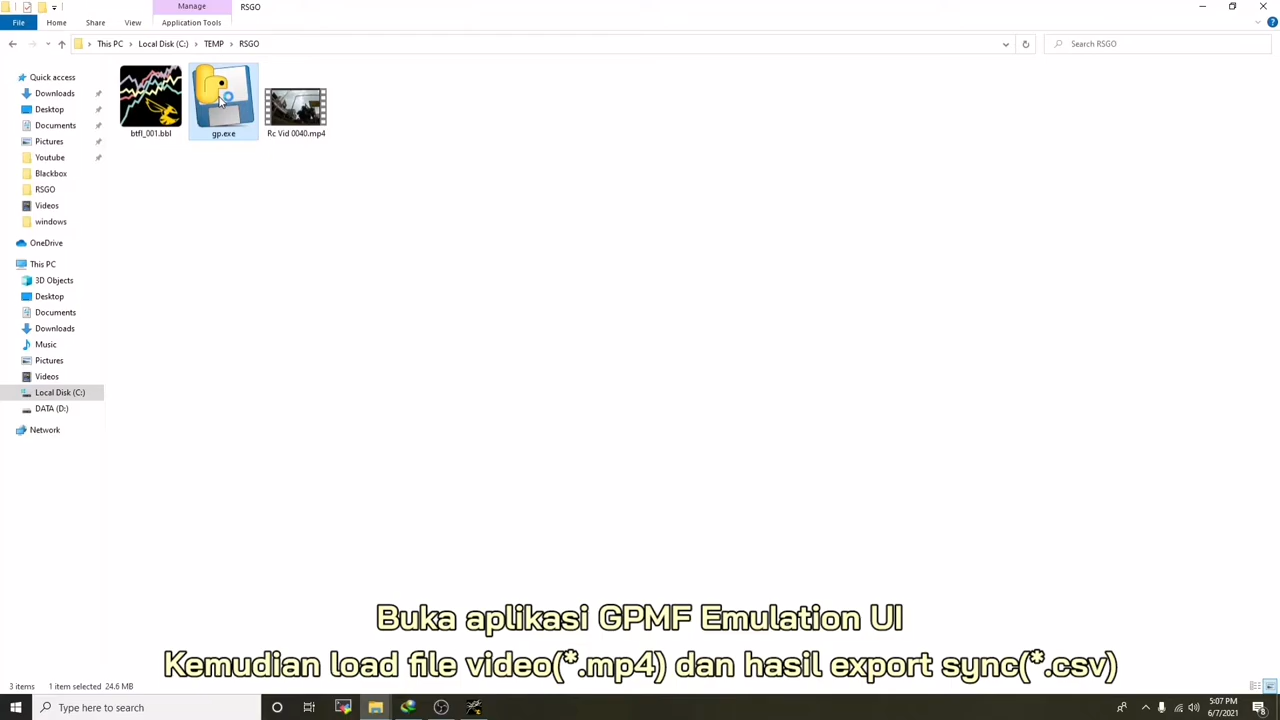 Manage
RSGO
File
Home
Share
View
Application Tools
This PC
Local Disk (C:)
TEMP
RSGO
Search RSGO
Quick access
Downloads
Desktop
Documents
Pictures
Youtube
Blackbox
RSGO
Videos
windows
OneDrive
This PC
3D Objects
Desktop
Documents
Downloads
Music
Pictures
Videos
Local Disk (C:)
DATA (D:)
Network
btfl_001.bbl
gp.exe
Rc Vid 0040.mp4
Buka aplikasi GPMF Emulation UI
Kemudian load file video(*.mp4) dan hasil export sync(*.csv)
3 items
1 item selected 24.6 MB
Type here to search
5:07 PM
6/7/2021
8